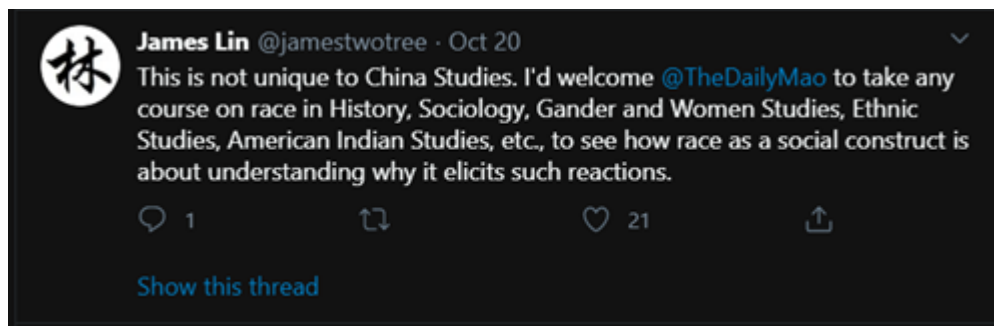 林
James Lin @jamestwotree · Oct 20
This is not unique to China Studies. I'd welcome @TheDailyMao to take any
course on race in History, Sociology, Gander and Women Studies, Ethnic
Studies, American Indian Studies, etc., to see how race as a social construct is
about understanding why it elicits such reactions.
1 21
Show this thread